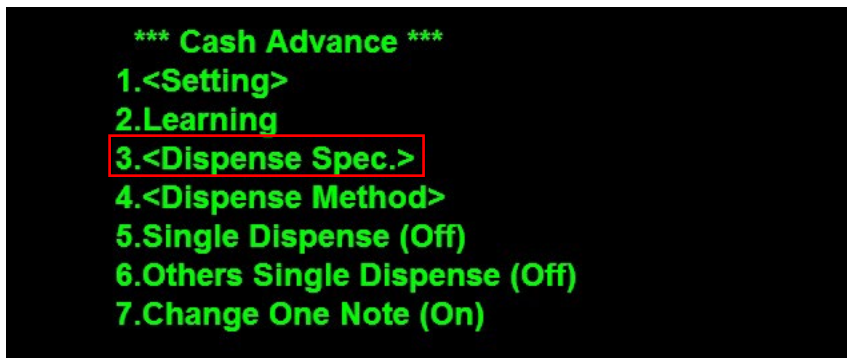 *** Cash Advance ***
1.<Setting>
2.Learning
3.<Dispense Spec.>
4.<Dispense Method>
5.Single Dispense (Off)
6.Others Single Dispense (Off)
7.Change One Note (On)